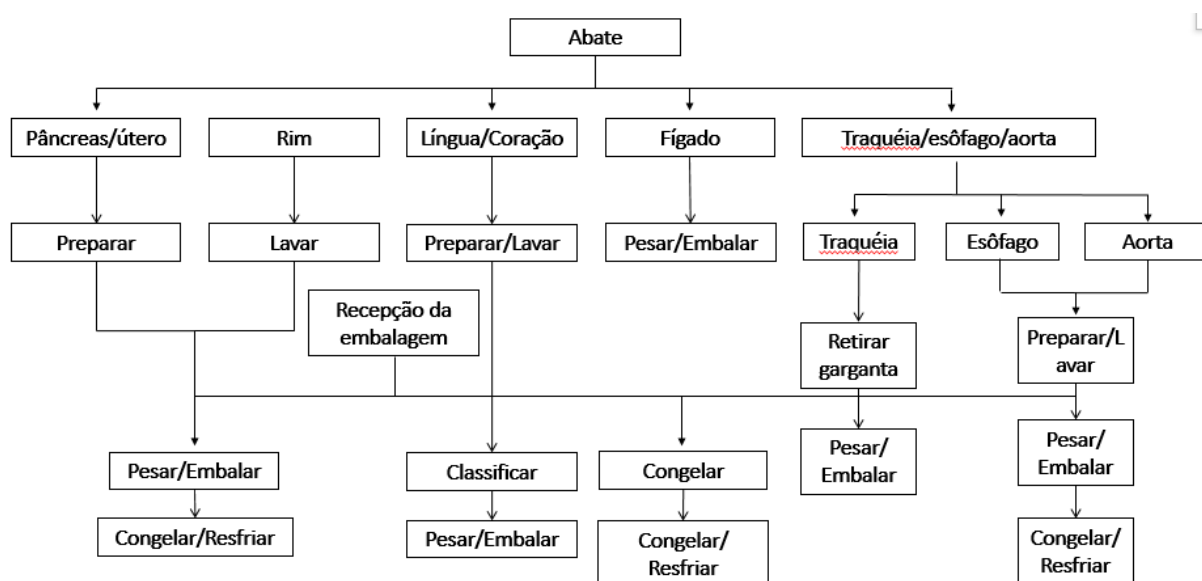 Abate
Pâncreas/útero
Rim
Língua/Coração
Fígado
Traquéia/esôfago/aorta
Preparar
Lavar
Preparar/Lavar
Pesar/Embalar
Traquéia
Esôfago
Aorta
Recepção da
embalagem
Retirar
garganta
Preparar/L
avar
Pesar/Embalar
Classificar
Congelar
Pesar/
Embalar
Pesar/
Embalar
Congelar/Resfriar
Pesar/Embalar
Congelar/
Resfriar
Congelar/
Resfriar